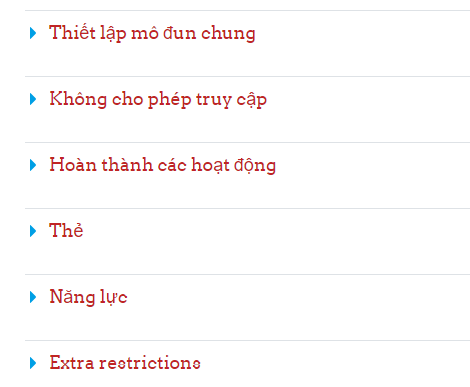 Thiết lập mô đun chung
Không cho phép truy cập
Hoàn thành các hoạt động
Thẻ
Năng lực
Extra restrictions